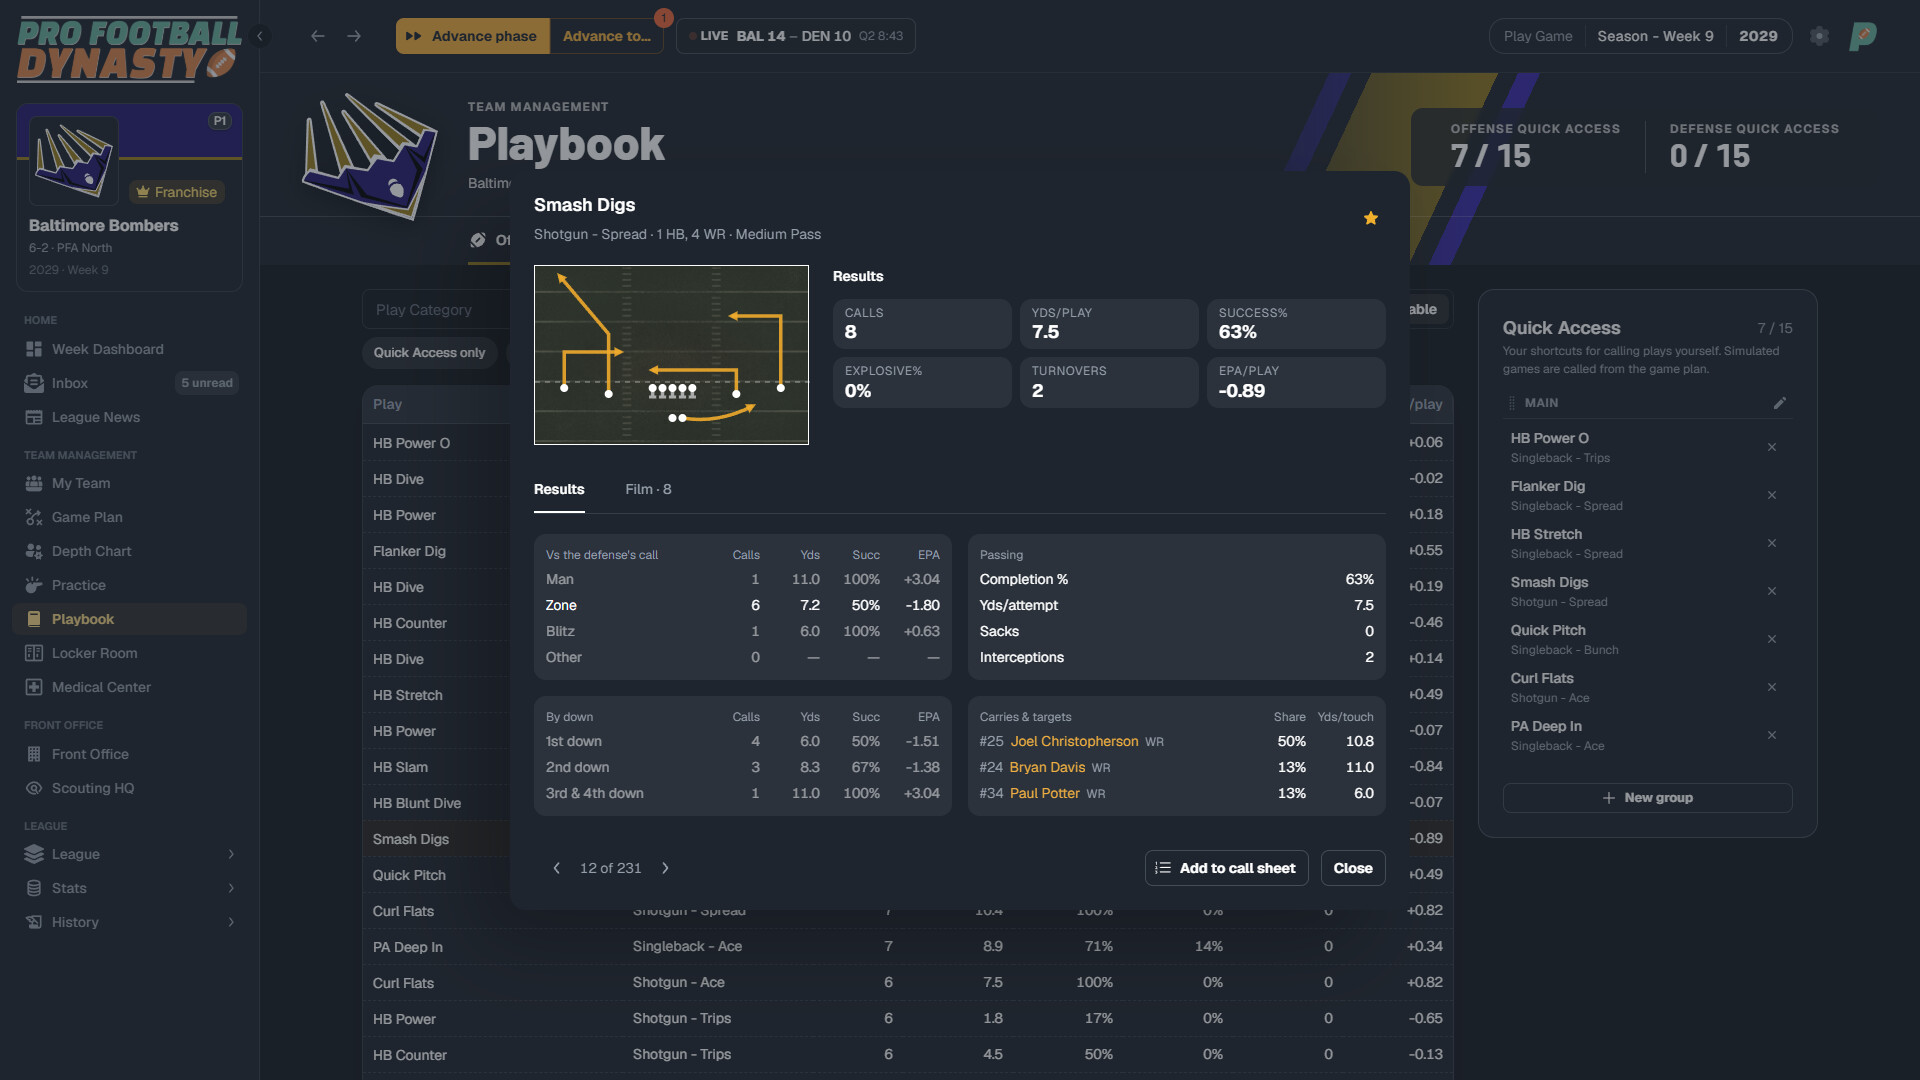 PRO FOOTBALL
DYNASTY
Advance phase
Advance to...
1
LIVE BAL 14 – DEN 10 Q2 8:43
Play Game
Season - Week 9
2029
P1
Franchise
Baltimore Bombers
6-2 · PFA North
2029 · Week 9
HOME
Week Dashboard
Inbox
5 unread
League News
TEAM MANAGEMENT
My Team
Game Plan
Depth Chart
Practice
Playbook
Locker Room
Medical Center
FRONT OFFICE
Front Office
Scouting HQ
LEAGUE
League
Stats
History
TEAM MANAGEMENT
Playbook
OFFENSE QUICK ACCESS
7 / 15
DEFENSE QUICK ACCESS
0 / 15
Play Category
Quick Access only
Play
/play
HB Power O +0.06
HB Dive -0.02
HB Power +0.18
Flanker Dig +0.55
HB Dive +0.19
HB Counter -0.46
HB Dive +0.14
HB Stretch +0.49
HB Power -0.07
HB Slam -0.84
HB Blunt Dive -0.07
Smash Digs -0.89
Quick Pitch +0.49
Curl Flats Shotgun - Spread 7 10.4 100% 0% 0 +0.82
PA Deep In Singleback - Ace 7 8.9 71% 14% 0 +0.34
Curl Flats Shotgun - Ace 6 7.5 100% 0% 0 +0.82
HB Power Shotgun - Trips 6 1.8 17% 0% 0 -0.65
HB Counter Shotgun - Trips 6 4.5 50% 0% 0 -0.13
Smash Digs
Shotgun - Spread · 1 HB, 4 WR · Medium Pass
Results
CALLS
8
YDS/PLAY
7.5
SUCCESS%
63%
EXPLOSIVE%
0%
TURNOVERS
2
EPA/PLAY
-0.89
Results
Film · 8
Vs the defense's call Calls Yds Succ EPA
Man 1 11.0 100% +3.04
Zone 6 7.2 50% -1.80
Blitz 1 6.0 100% +0.63
Other 0 — — —
Passing
Completion % 63%
Yds/attempt 7.5
Sacks 0
Interceptions 2
By down Calls Yds Succ EPA
1st down 4 6.0 50% -1.51
2nd down 3 8.3 67% -1.38
3rd & 4th down 1 11.0 100% +3.04
Carries & targets Share Yds/touch
#25 Joel Christopherson WR 50% 10.8
#24 Bryan Davis WR 13% 11.0
#34 Paul Potter WR 13% 6.0
12 of 231
Add to call sheet
Close
Quick Access 7 / 15
Your shortcuts for calling plays yourself. Simulated
games are called from the game plan.
MAIN
HB Power O
Singleback - Trips
Flanker Dig
Singleback - Spread
HB Stretch
Singleback - Spread
Smash Digs
Shotgun - Spread
Quick Pitch
Singleback - Bunch
Curl Flats
Shotgun - Ace
PA Deep In
Singleback - Ace
New group